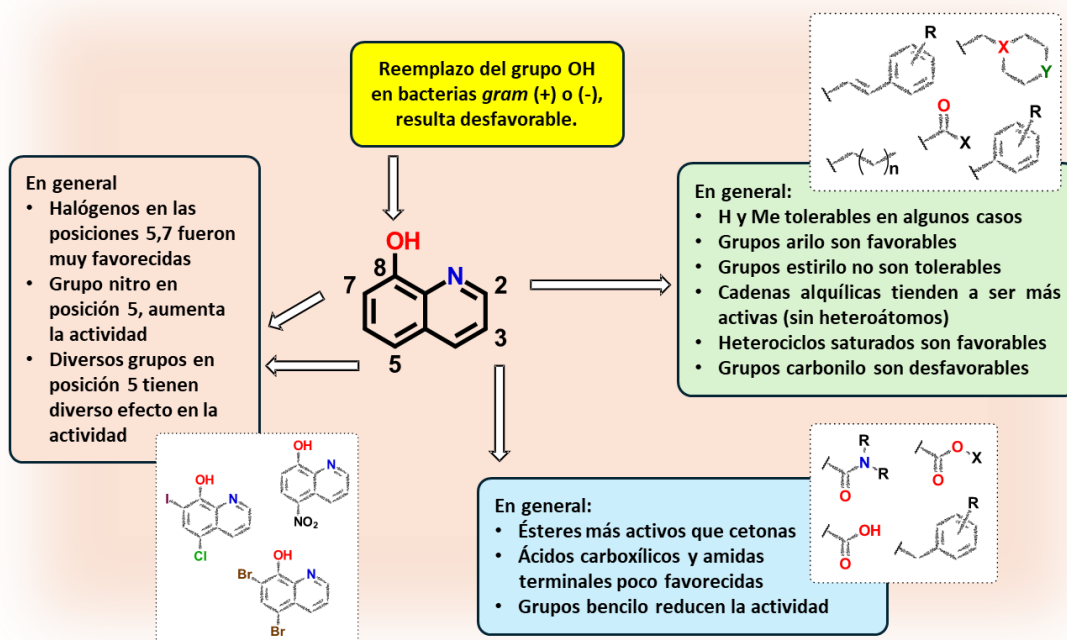 Reemplazo del grupo OH
en bacterias gram (+) o (-),
resulta desfavorable.
R
X
Y
O
X
R
n
En general
• Halógenos en las
posiciones 5,7 fueron
muy favorecidas
• Grupo nitro en
posición 5, aumenta
la actividad
• Diversos grupos en
posición 5 tienen
diverso efecto en la
actividad
OH
8
N
7
2
3
5
En general:
• H y Me tolerables en algunos casos
• Grupos arilo son favorables
• Grupos estirilo no son tolerables
• Cadenas alquílicas tienden a ser más
activas (sin heteroátomos)
• Heterociclos saturados son favorables
• Grupos carbonilo son desfavorables
OH
N
NO2
OH
I
N
Cl
OH
Br
N
Br
En general:
• Ésteres más activos que cetonas
• Ácidos carboxílicos y amidas
terminales poco favorecidas
• Grupos bencilo reducen la actividad
R
N
R
O
O
X
O
OH
O
R